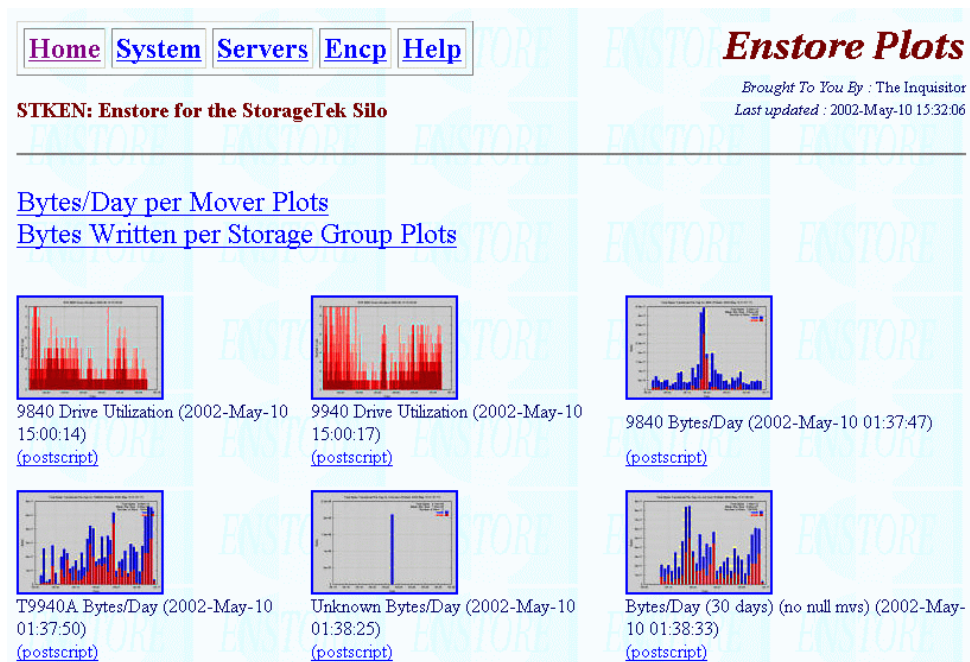 Home System Servers Encp Help
Enstore Plots
Brought To You By : The Inquisitor
STKEN: Enstore for the StorageTek Silo
Last updated : 2002-May-10 15:32:06
Bytes/Day per Mover Plots
Bytes Written per Storage Group Plots
9840 Drive Utilization (2002-May-10
15:00:14)
(postscript)
9940 Drive Utilization (2002-May-10
15:00:17)
(postscript)
9840 Bytes/Day (2002-May-10 01:37:47)
(postscript)
T9940A Bytes/Day (2002-May-10
01:37:50)
(postscript)
Unknown Bytes/Day (2002-May-10
01:38:25)
(postscript)
Bytes/Day (30 days) (no null mvs) (2002-May-
10 01:38:33)
(postscript)
ENSTORE